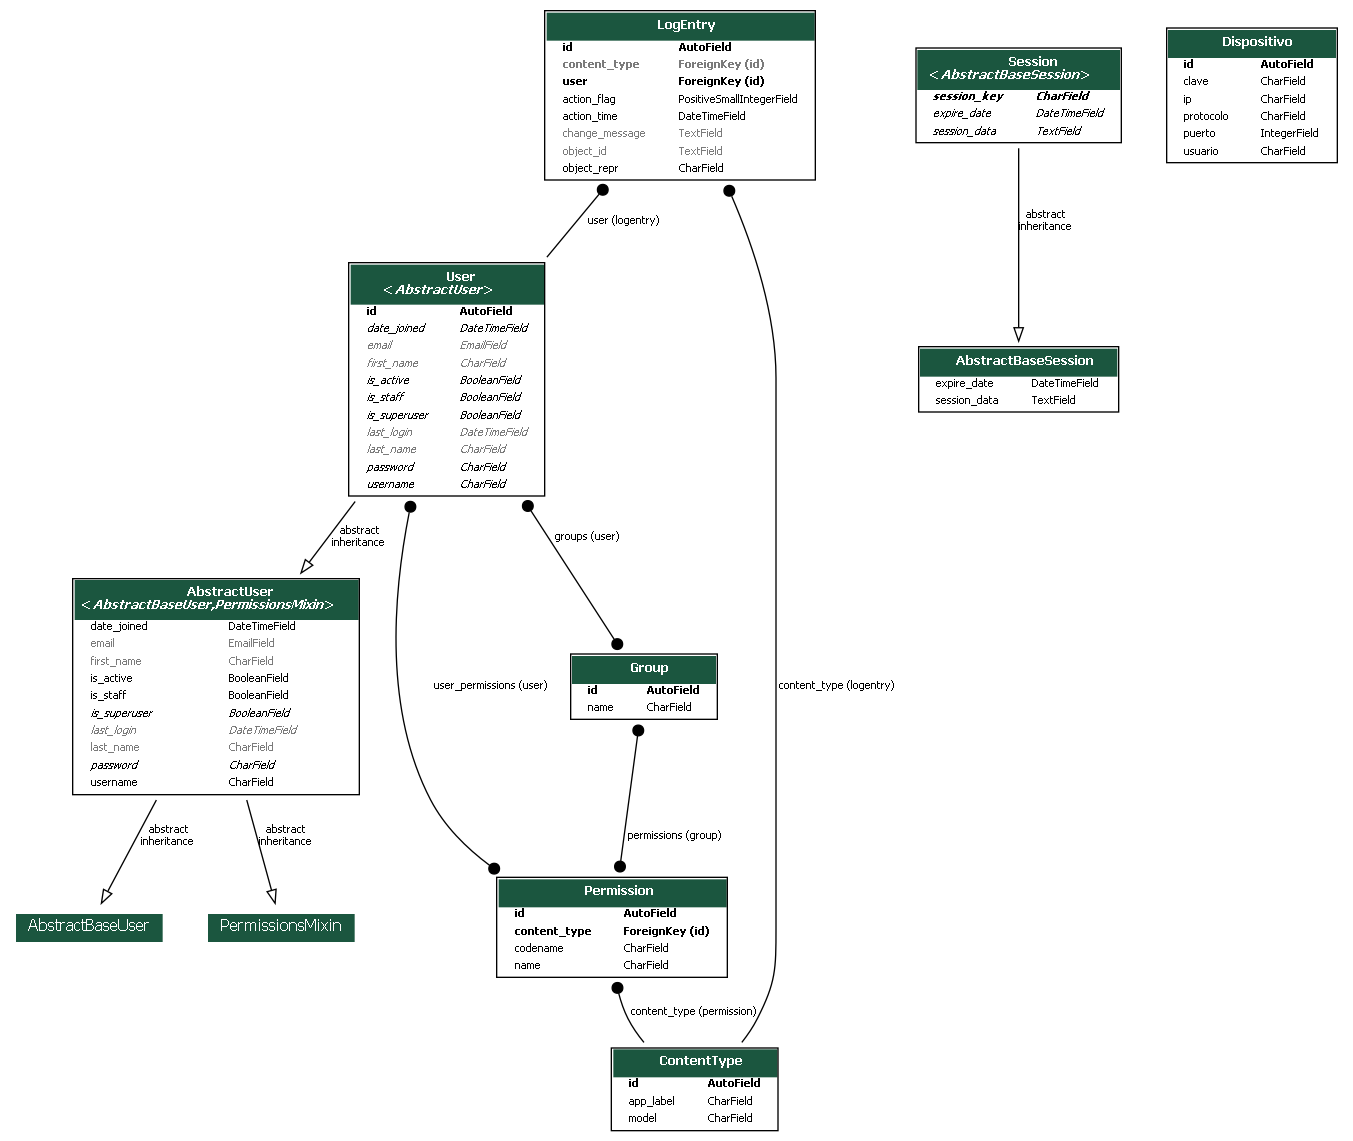 LogEntry
id AutoField
content_type ForeignKey (id)
user ForeignKey (id)
action_flag PositiveSmallIntegerField
action_time DateTimeField
change_message TextField
object_id TextField
object_repr CharField
Session
<AbstractBaseSession>
session_key CharField
expire_date DateTimeField
session_data TextField
Dispositivo
id AutoField
clave CharField
ip CharField
protocolo CharField
puerto IntegerField
usuario CharField
user (logentry)
abstract
inheritance
User
<AbstractUser>
id AutoField
date_joined DateTimeField
email EmailField
first_name CharField
is_active BooleanField
is_staff BooleanField
is_superuser BooleanField
last_login DateTimeField
last_name CharField
password CharField
username CharField
AbstractBaseSession
expire_date DateTimeField
session_data TextField
abstract
inheritance
groups (user)
AbstractUser
<AbstractBaseUser,PermissionsMixin>
date_joined DateTimeField
email EmailField
first_name CharField
is_active BooleanField
is_staff BooleanField
is_superuser BooleanField
last_login DateTimeField
last_name CharField
password CharField
username CharField
user_permissions (user)
Group
id AutoField
name CharField
content_type (logentry)
abstract
inheritance
abstract
inheritance
permissions (group)
AbstractBaseUser
PermissionsMixin
Permission
id AutoField
content_type ForeignKey (id)
codename CharField
name CharField
content_type (permission)
ContentType
id AutoField
app_label CharField
model CharField